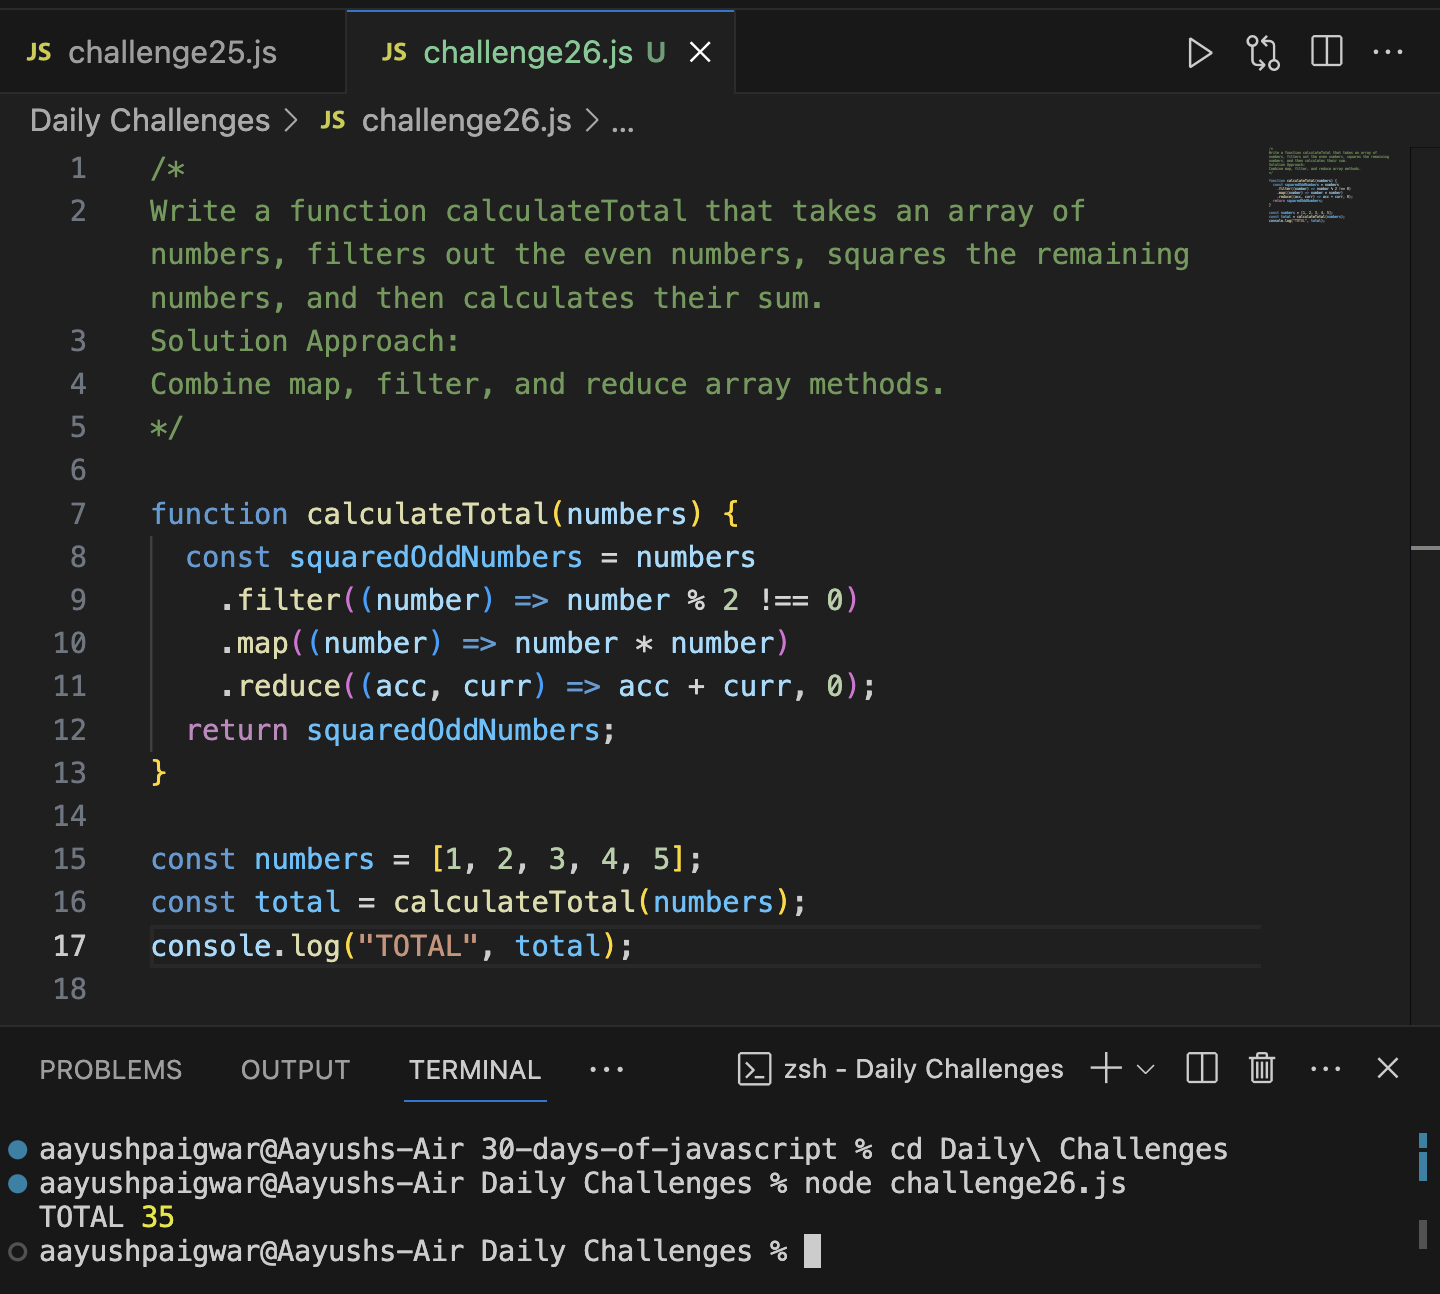 JS challenge25.js
JS challenge26.js U
Daily Challenges > JS challenge26.js > ...
1 /*
2 Write a function calculateTotal that takes an array of
numbers, filters out the even numbers, squares the remaining
numbers, and then calculates their sum.
3 Solution Approach:
4 Combine map, filter, and reduce array methods.
5 */
6
7 function calculateTotal(numbers) {
8 const squaredOddNumbers = numbers
9 .filter((number) => number % 2 !== 0)
10 .map((number) => number * number)
11 .reduce((acc, curr) => acc + curr, 0);
12 return squaredOddNumbers;
13 }
14
15 const numbers = [1, 2, 3, 4, 5];
16 const total = calculateTotal(numbers);
17 console.log("TOTAL", total);
18
PROBLEMS OUTPUT TERMINAL ... zsh - Daily Challenges
aayushpaigwar@Aayushs-Air 30-days-of-javascript % cd Daily\ Challenges
aayushpaigwar@Aayushs-Air Daily Challenges % node challenge26.js
TOTAL 35
aayushpaigwar@Aayushs-Air Daily Challenges %